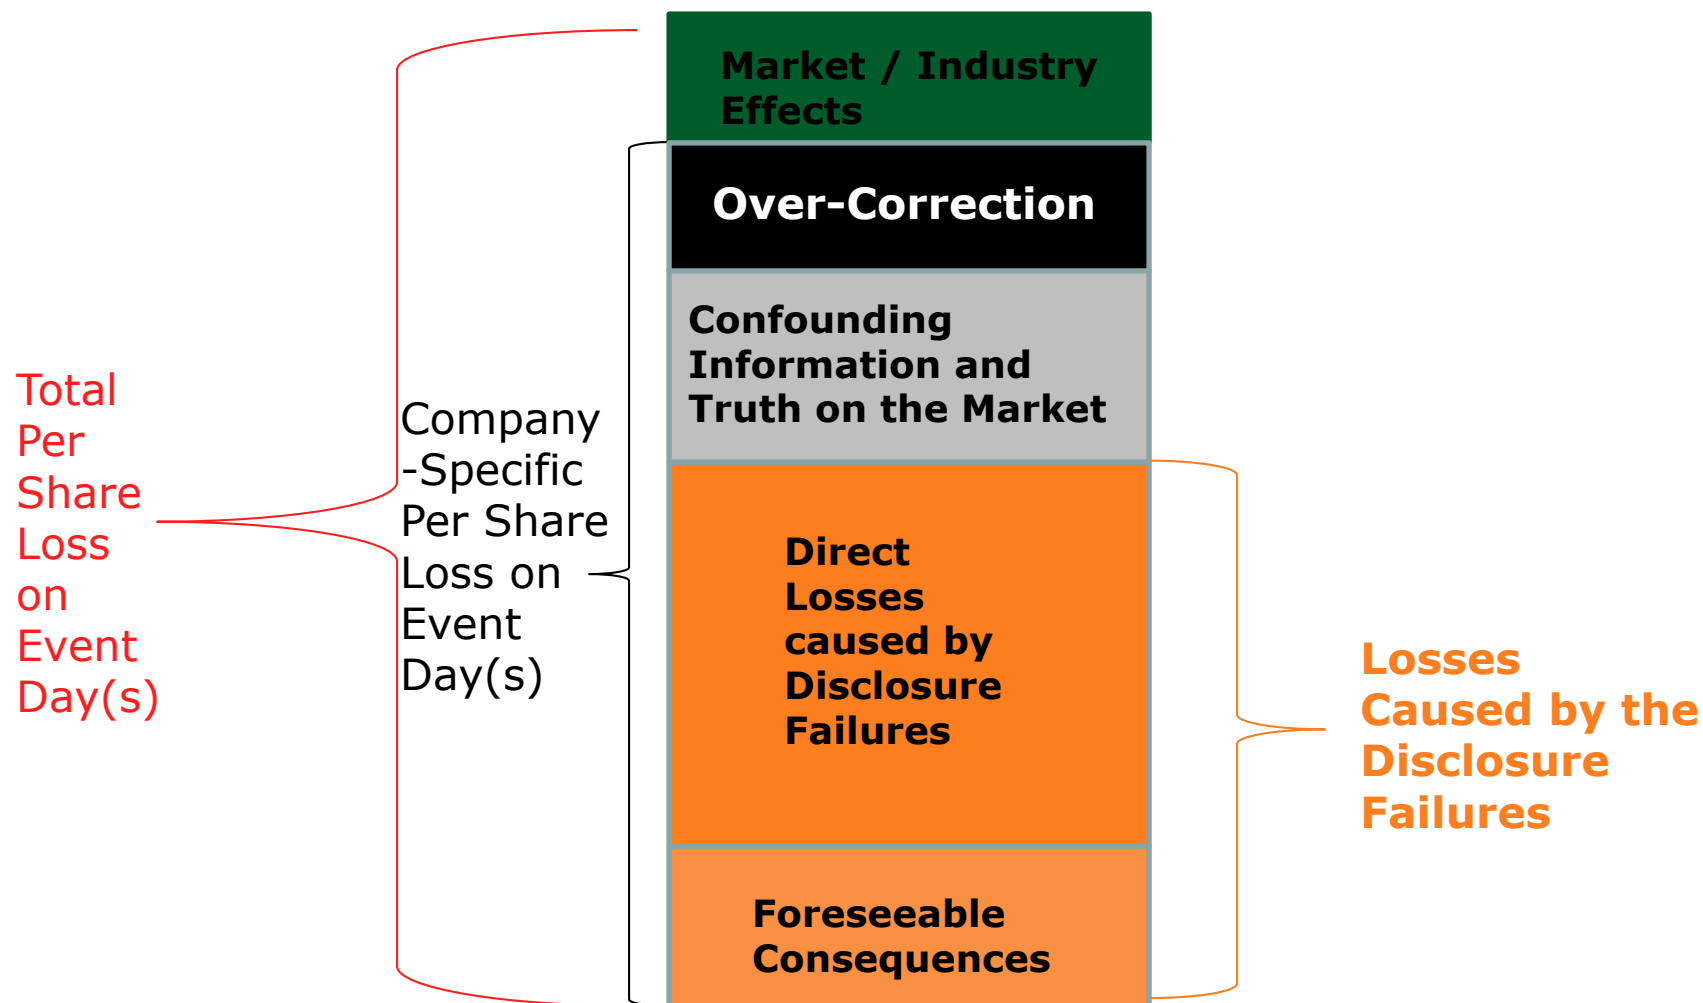 Market / Industry
Effects
Over-Correction
Confounding
Information and
Truth on the Market
Total
Per
Share
Loss
on
Event
Day(s)
Company
-Specific
Per Share
Loss on
Event
Day(s)
Direct
Losses
caused by
Disclosure
Failures
Losses
Caused by the
Disclosure
Failures
Foreseeable
Consequences